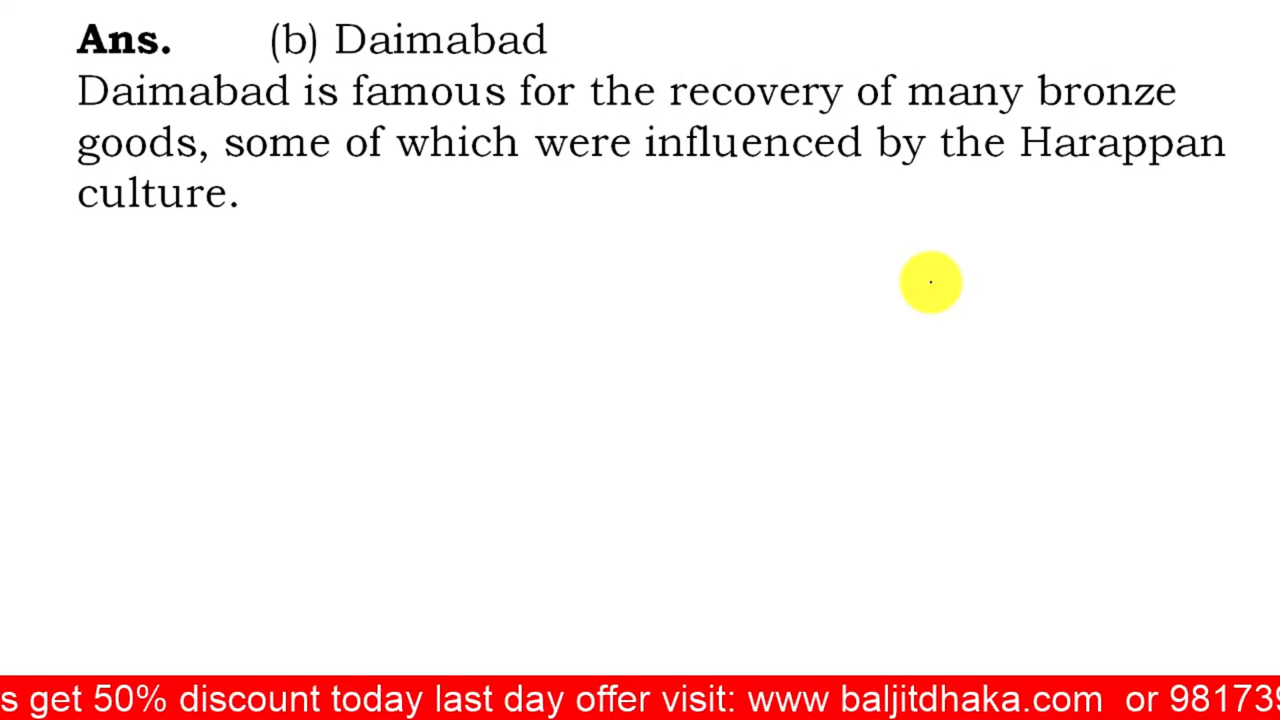 Ans. (b) Daimabad
Daimabad is famous for the recovery of many bronze
goods, some of which were influenced by the Harappan
culture.
s get 50% discount today last day offer visit: www baljitdhaka.com or 98173